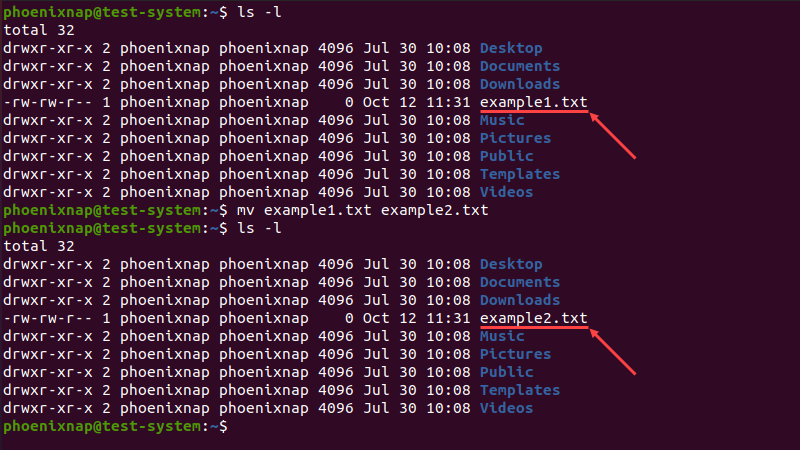 phoenixnap@test-system:~$ ls -l
total 32
drwxr-xr-x 2 phoenixnap phoenixnap 4096 Jul 30 10:08 Desktop
drwxr-xr-x 2 phoenixnap phoenixnap 4096 Jul 30 10:08 Documents
drwxr-xr-x 2 phoenixnap phoenixnap 4096 Jul 30 10:08 Downloads
-rw-rw-r-- 1 phoenixnap phoenixnap    0 Oct 12 11:31 example1.txt
drwxr-xr-x 2 phoenixnap phoenixnap 4096 Jul 30 10:08 Music
drwxr-xr-x 2 phoenixnap phoenixnap 4096 Jul 30 10:08 Pictures
drwxr-xr-x 2 phoenixnap phoenixnap 4096 Jul 30 10:08 Public
drwxr-xr-x 2 phoenixnap phoenixnap 4096 Jul 30 10:08 Templates
drwxr-xr-x 2 phoenixnap phoenixnap 4096 Jul 30 10:08 Videos
phoenixnap@test-system:~$ mv example1.txt example2.txt
phoenixnap@test-system:~$ ls -l
total 32
drwxr-xr-x 2 phoenixnap phoenixnap 4096 Jul 30 10:08 Desktop
drwxr-xr-x 2 phoenixnap phoenixnap 4096 Jul 30 10:08 Documents
drwxr-xr-x 2 phoenixnap phoenixnap 4096 Jul 30 10:08 Downloads
-rw-rw-r-- 1 phoenixnap phoenixnap    0 Oct 12 11:31 example2.txt
drwxr-xr-x 2 phoenixnap phoenixnap 4096 Jul 30 10:08 Music
drwxr-xr-x 2 phoenixnap phoenixnap 4096 Jul 30 10:08 Pictures
drwxr-xr-x 2 phoenixnap phoenixnap 4096 Jul 30 10:08 Public
drwxr-xr-x 2 phoenixnap phoenixnap 4096 Jul 30 10:08 Templates
drwxr-xr-x 2 phoenixnap phoenixnap 4096 Jul 30 10:08 Videos
phoenixnap@test-system:~$